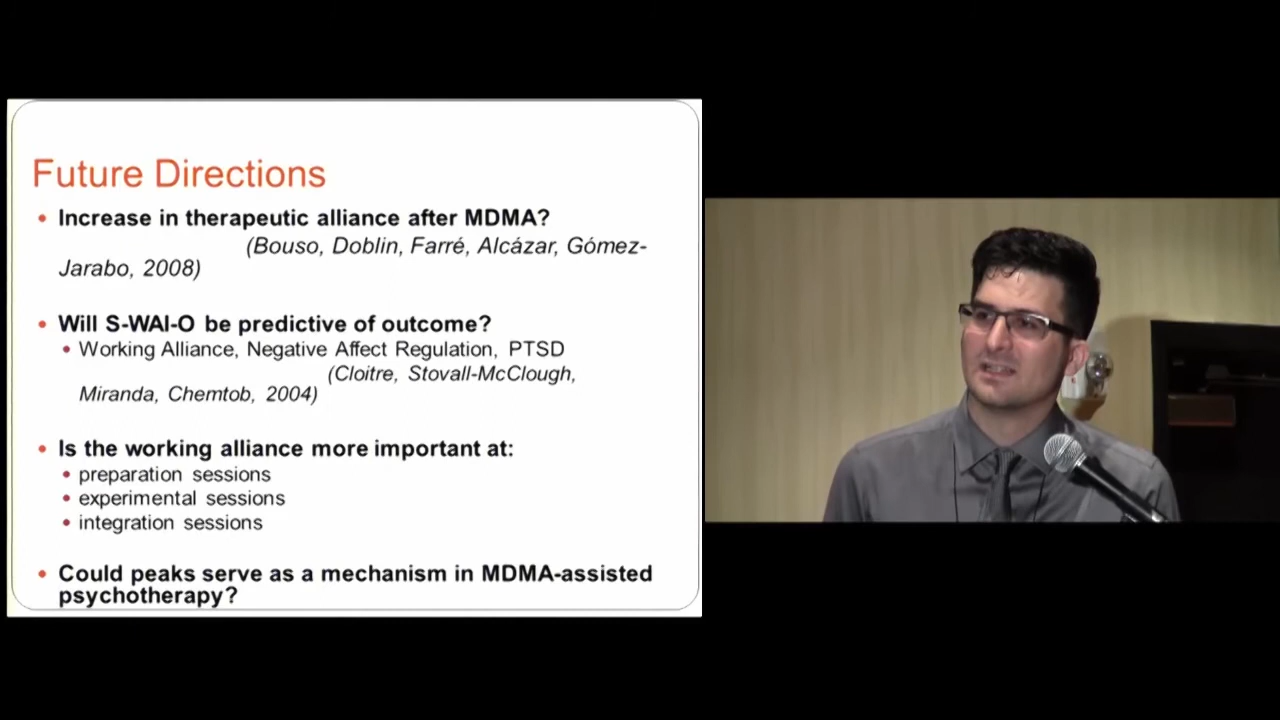 Future Directions
• Increase in therapeutic alliance after MDMA?
(Bouso, Doblin, Farré, Alcázar, Gómez-
Jarabo, 2008)
• Will S-WAI-O be predictive of outcome?
• Working Alliance, Negative Affect Regulation, PTSD
(Cloitre, Stovall-McClough,
Miranda, Chemtob, 2004)
• Is the working alliance more important at:
• preparation sessions
• experimental sessions
• integration sessions
• Could peaks serve as a mechanism in MDMA-assisted
psychotherapy?